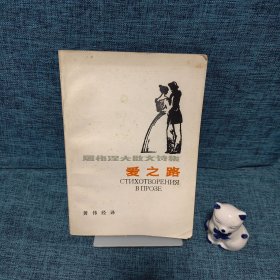 屠格涅夫散文诗集
爱之路
СТИХОТВОРЕНИЯ
В ПРОЗЕ
黄伟经 译